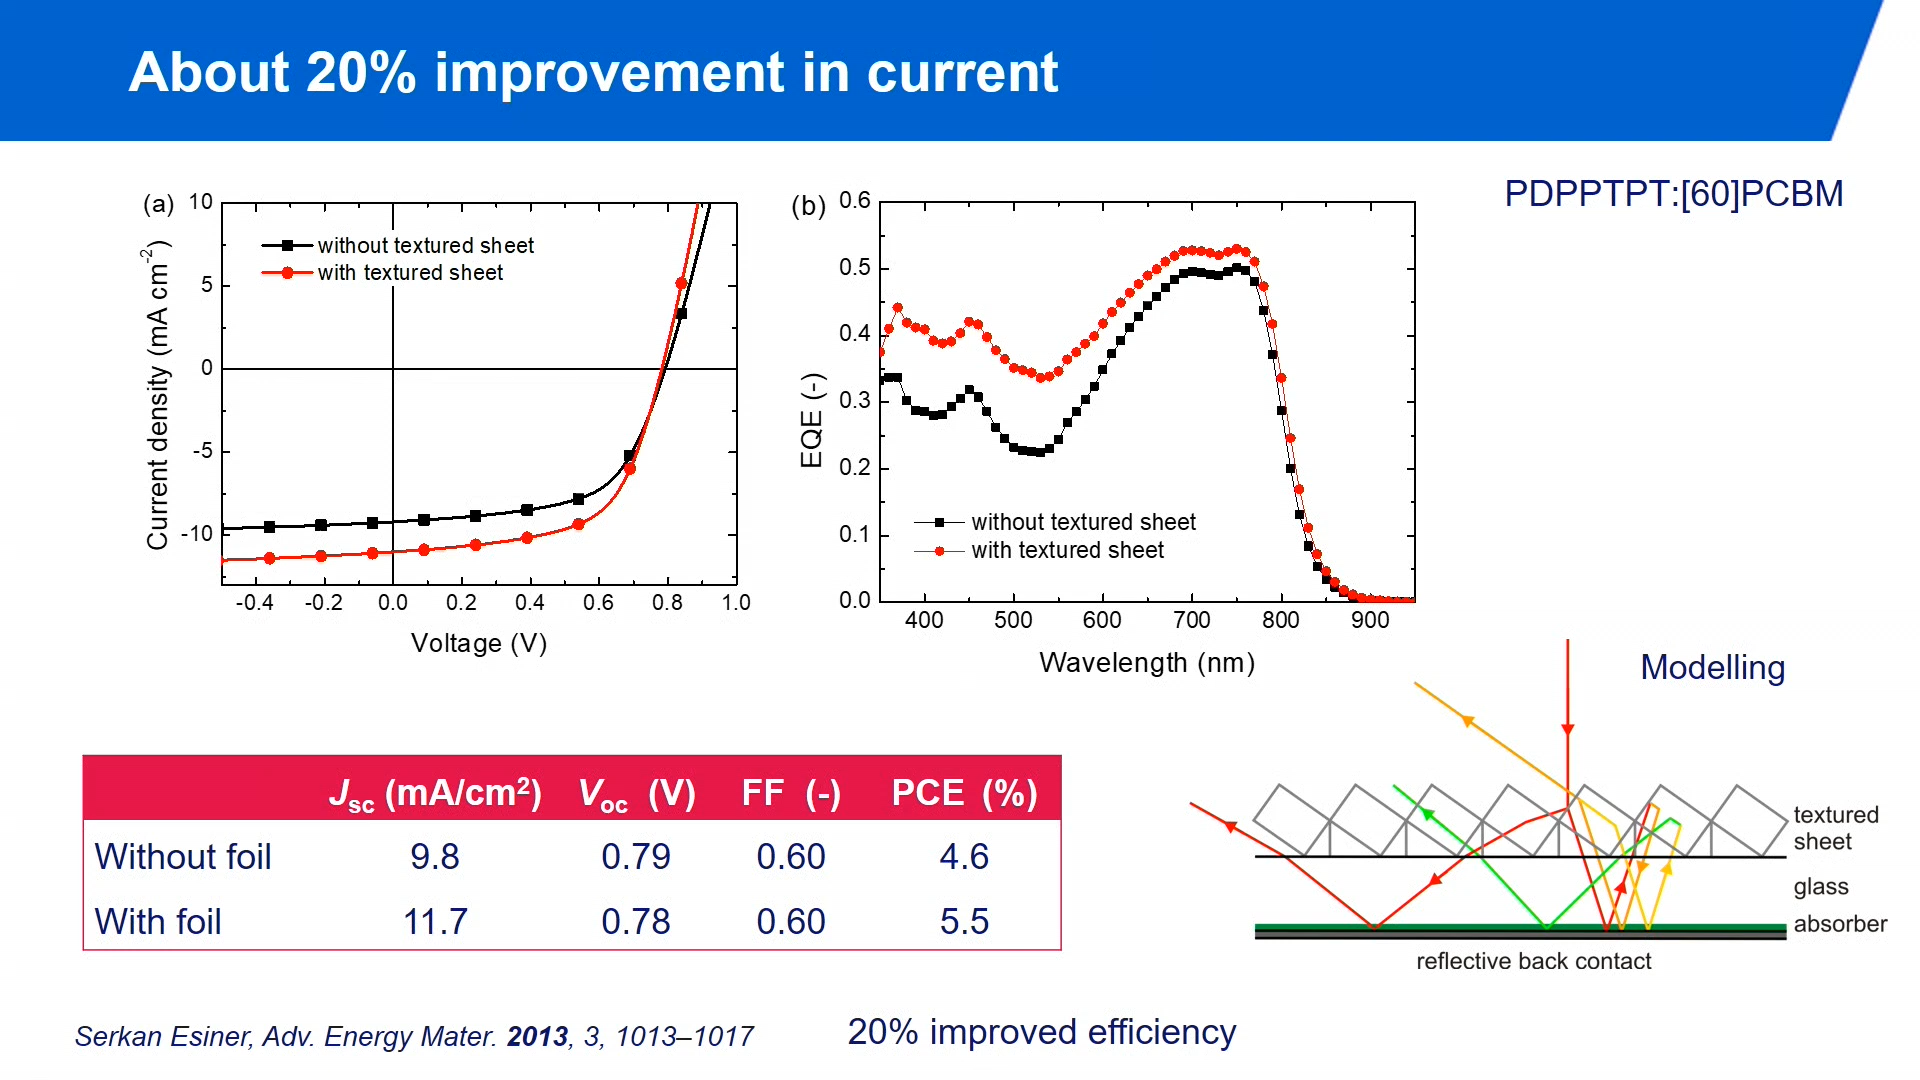 About 20% improvement in current
PDPPTPT:[60]PCBM
(a)
10
5
0
-5
-10
Current density (mA cm-2)
without textured sheet
with textured sheet
-0.4 -0.2 0.0 0.2 0.4 0.6 0.8 1.0
Voltage (V)
(b)
0.6
0.5
0.4
0.3
0.2
0.1
0.0
EQE (-)
without textured sheet
with textured sheet
400 500 600 700 800 900
Wavelength (nm)
Modelling
textured
sheet
glass
absorber
reflective back contact
Jsc (mA/cm2) Voc (V) FF (-) PCE (%)
Without foil 9.8 0.79 0.60 4.6
With foil 11.7 0.78 0.60 5.5
Serkan Esiner, Adv. Energy Mater. 2013, 3, 1013–1017
20% improved efficiency